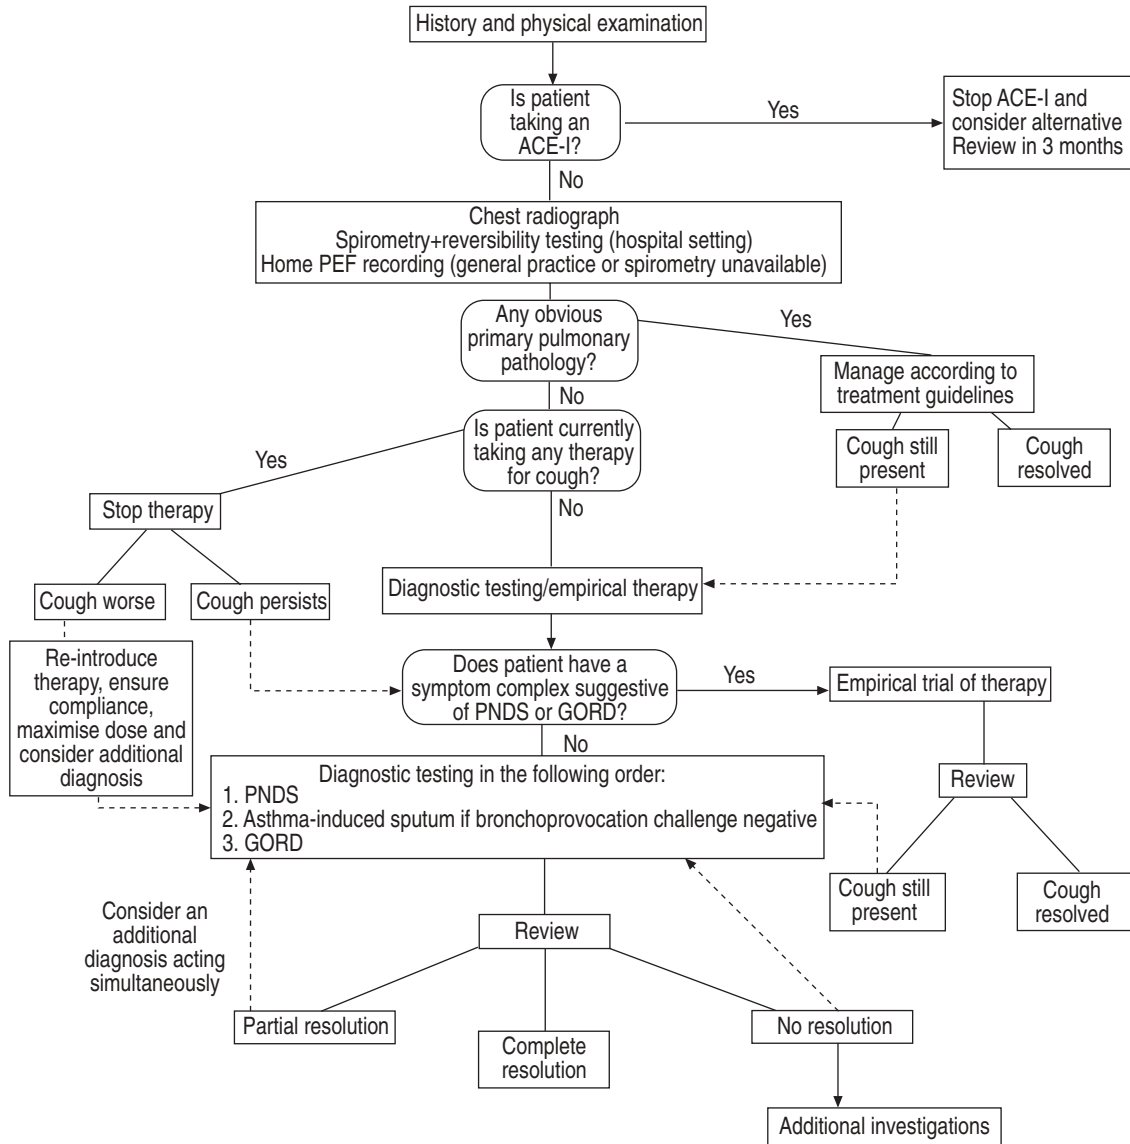 History and physical examination
Is patient
taking an
ACE-I?
Yes
Stop ACE-I and
consider alternative
Review in 3 months
No
Chest radiograph
Spirometry+reversibility testing (hospital setting)
Home PEF recording (general practice or spirometry unavailable)
Any obvious
primary pulmonary
pathology?
Yes
Manage according to
treatment guidelines
No
Is patient currently
taking any therapy
for cough?
Cough still
present
Cough
resolved
Yes
Stop therapy
No
Cough worse
Cough persists
Diagnostic testing/empirical therapy
Re-introduce
therapy, ensure
compliance,
maximise dose and
consider additional
diagnosis
Does patient have a
symptom complex suggestive
of PNDS or GORD?
Yes
Empirical trial of therapy
No
Diagnostic testing in the following order:
1. PNDS
2. Asthma-induced sputum if bronchoprovocation challenge negative
3. GORD
Review
Cough still
present
Cough
resolved
Consider an
additional
diagnosis acting
simultaneously
Review
Partial resolution
Complete
resolution
No resolution
Additional investigations